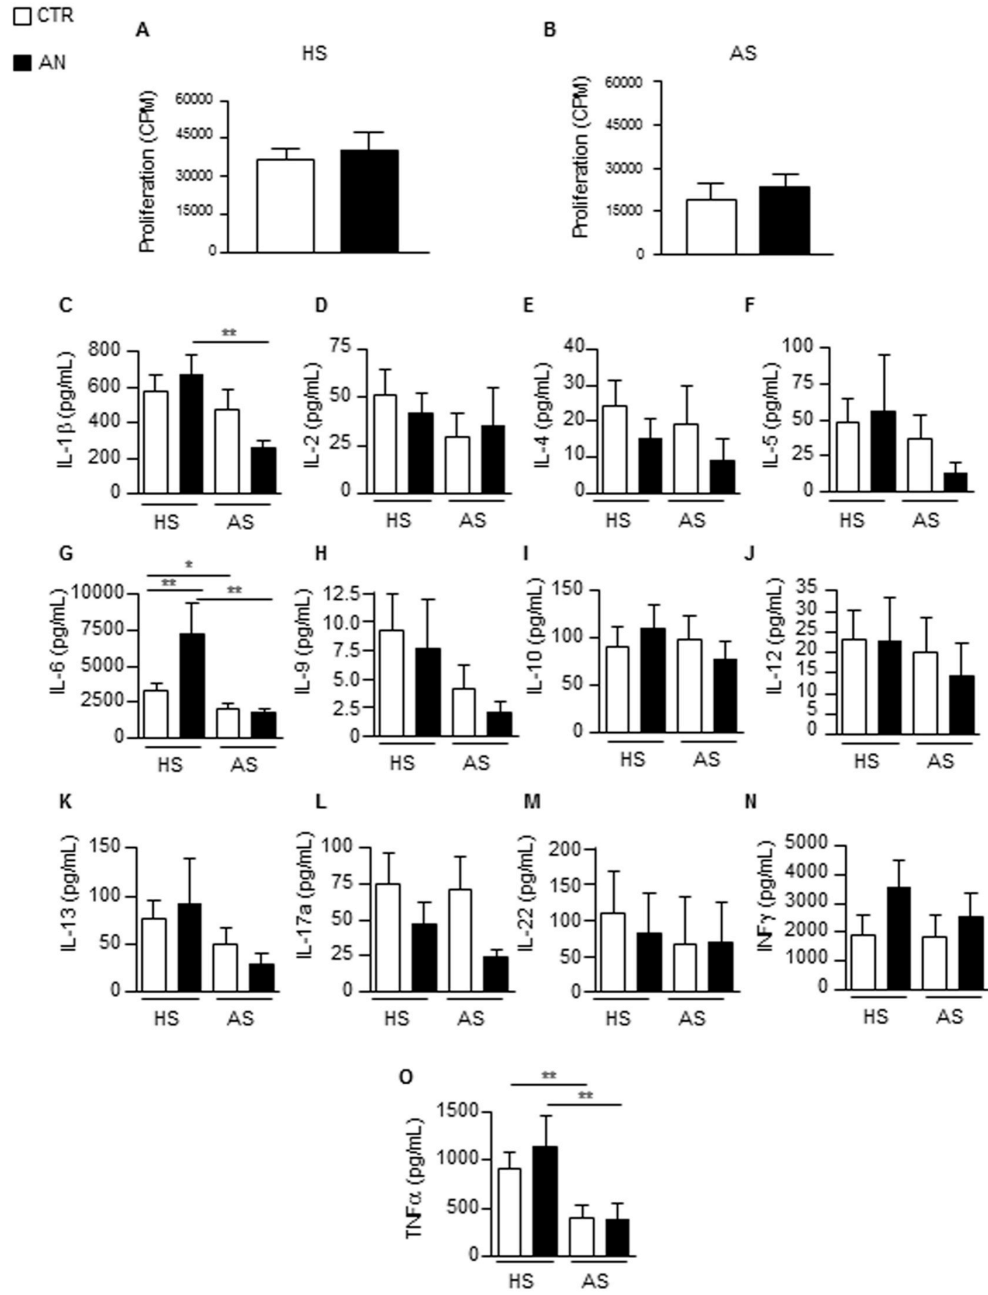 CTR
AN
A
HS
Proliferation (CPM)
60000
45000
30000
15000
0
B
AS
Proliferation (CPM)
60000
45000
30000
15000
0
C
**
IL-1β (pg/mL)
800
600
400
200
0
HS AS
D
IL-2 (pg/mL)
75
50
25
0
HS AS
E
IL-4 (pg/mL)
40
30
20
10
0
HS AS
F
IL-5 (pg/mL)
100
75
50
25
0
HS AS
G
*
** **
IL-6 (pg/mL)
10000
7500
5000
2500
0
HS AS
H
IL-9 (pg/mL)
12.5
10.0
7.5
5.0
2.5
0
HS AS
I
IL-10 (pg/mL)
150
100
50
0
HS AS
J
IL-12 (pg/mL)
35
30
25
20
15
10
5
0
HS AS
K
IL-13 (pg/mL)
150
100
50
0
HS AS
L
IL-17a (pg/mL)
100
75
50
25
0
HS AS
M
IL-22 (pg/mL)
200
150
100
50
0
HS AS
N
INFγ (pg/mL)
5000
4000
3000
2000
1000
0
HS AS
O
**
**
TNFα (pg/mL)
1500
1000
500
0
HS AS